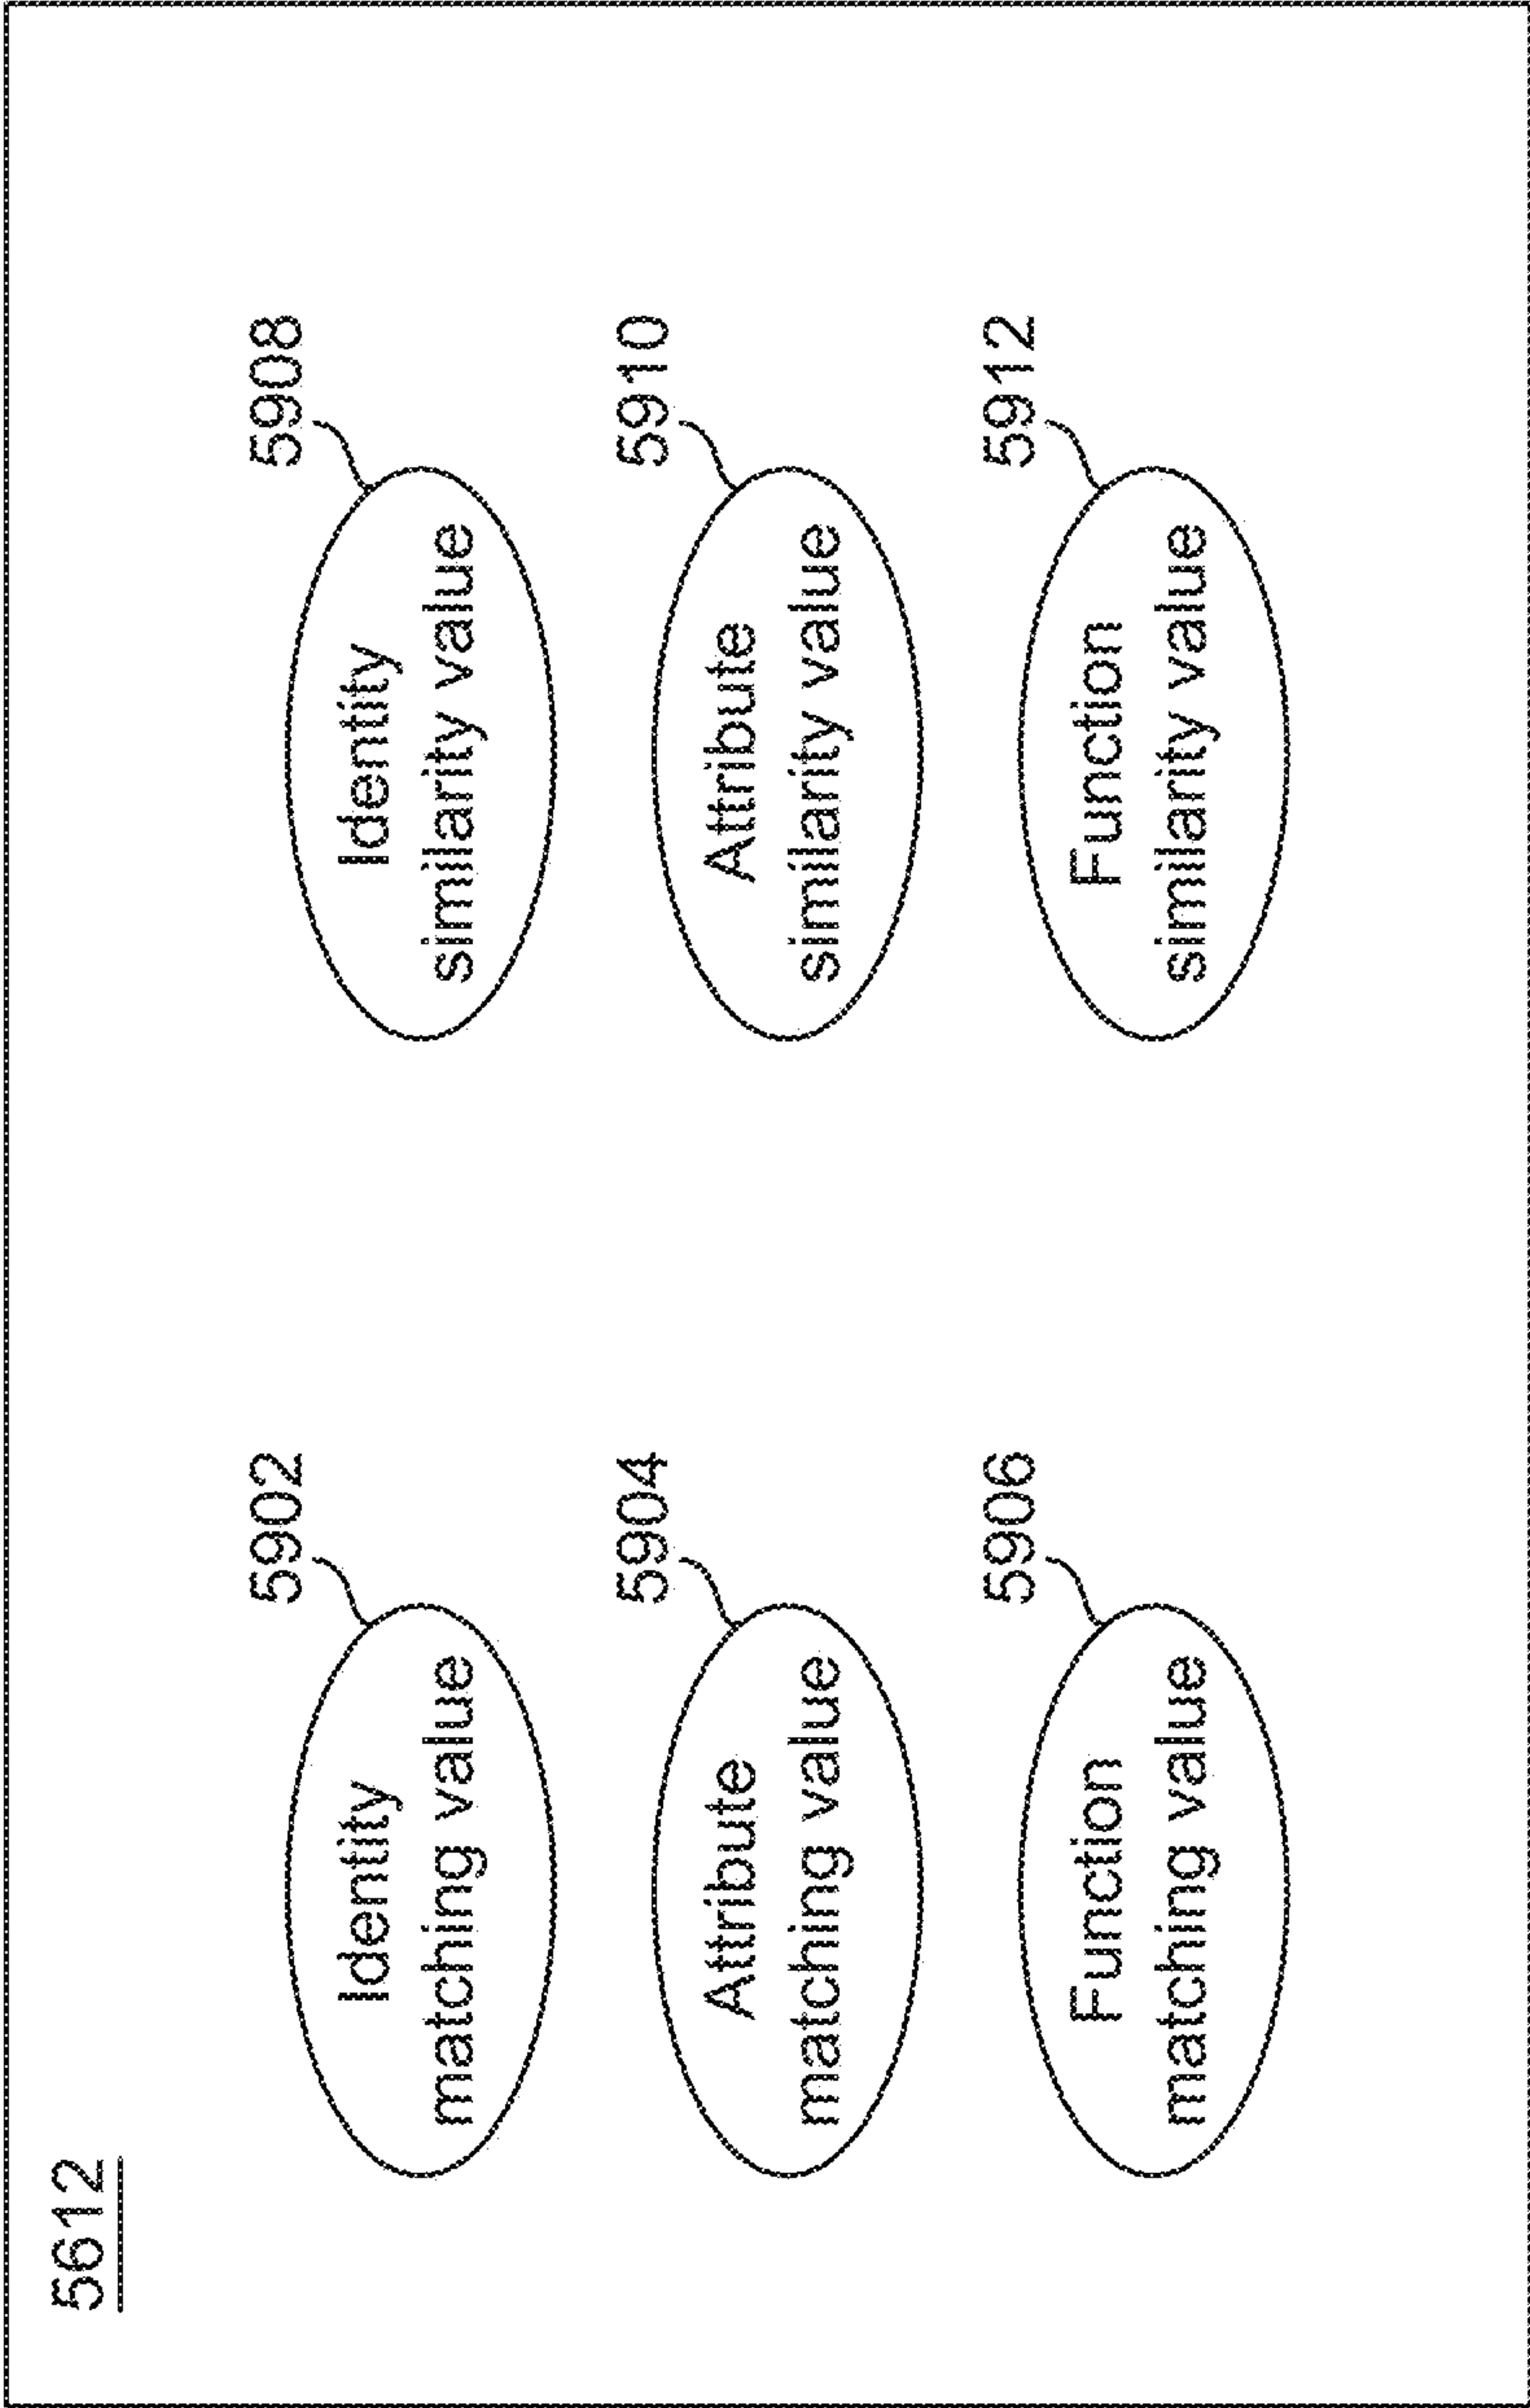 5612
5902
Identity
matching value
5904
Attribute
matching value
5906
Function
matching value
5908
Identity
similarity value
5910
Attribute
similarity value
5912
Function
similarity value